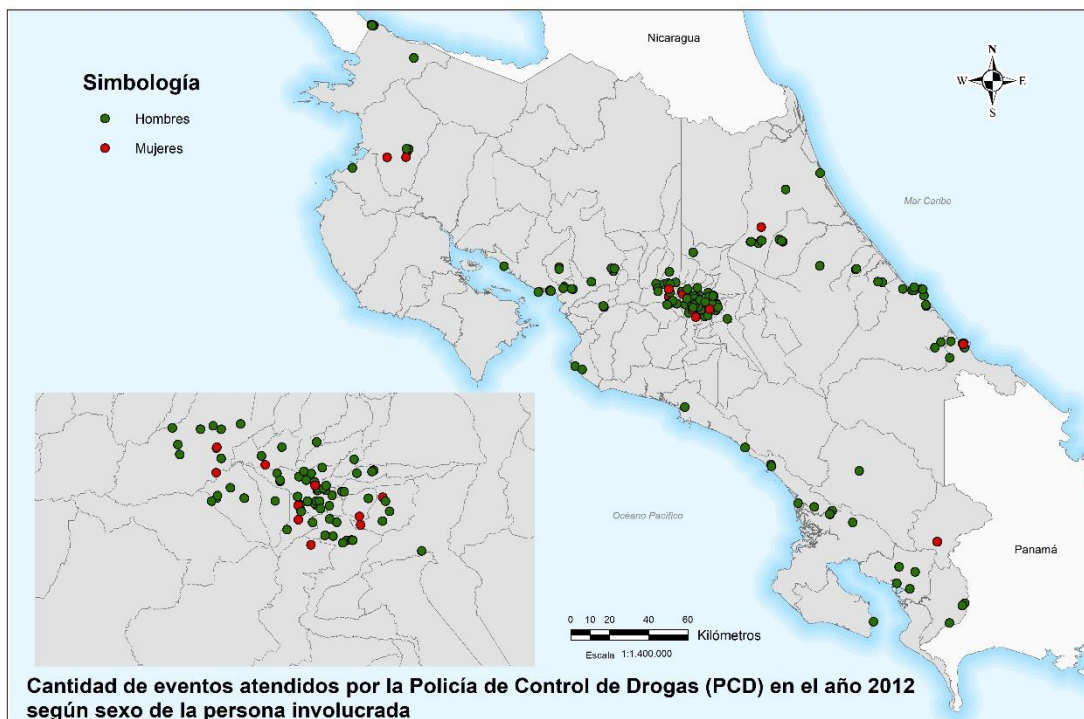 Nicaragua
Simbología
Hombres
Mujeres
N
W E
S
Mar Caribe
Océano Pacífico
Panamá
0 10 20 40 60
Kilómetros
Escala 1:1.400.000
Cantidad de eventos atendidos por la Policía de Control de Drogas (PCD) en el año 2012
según sexo de la persona involucrada